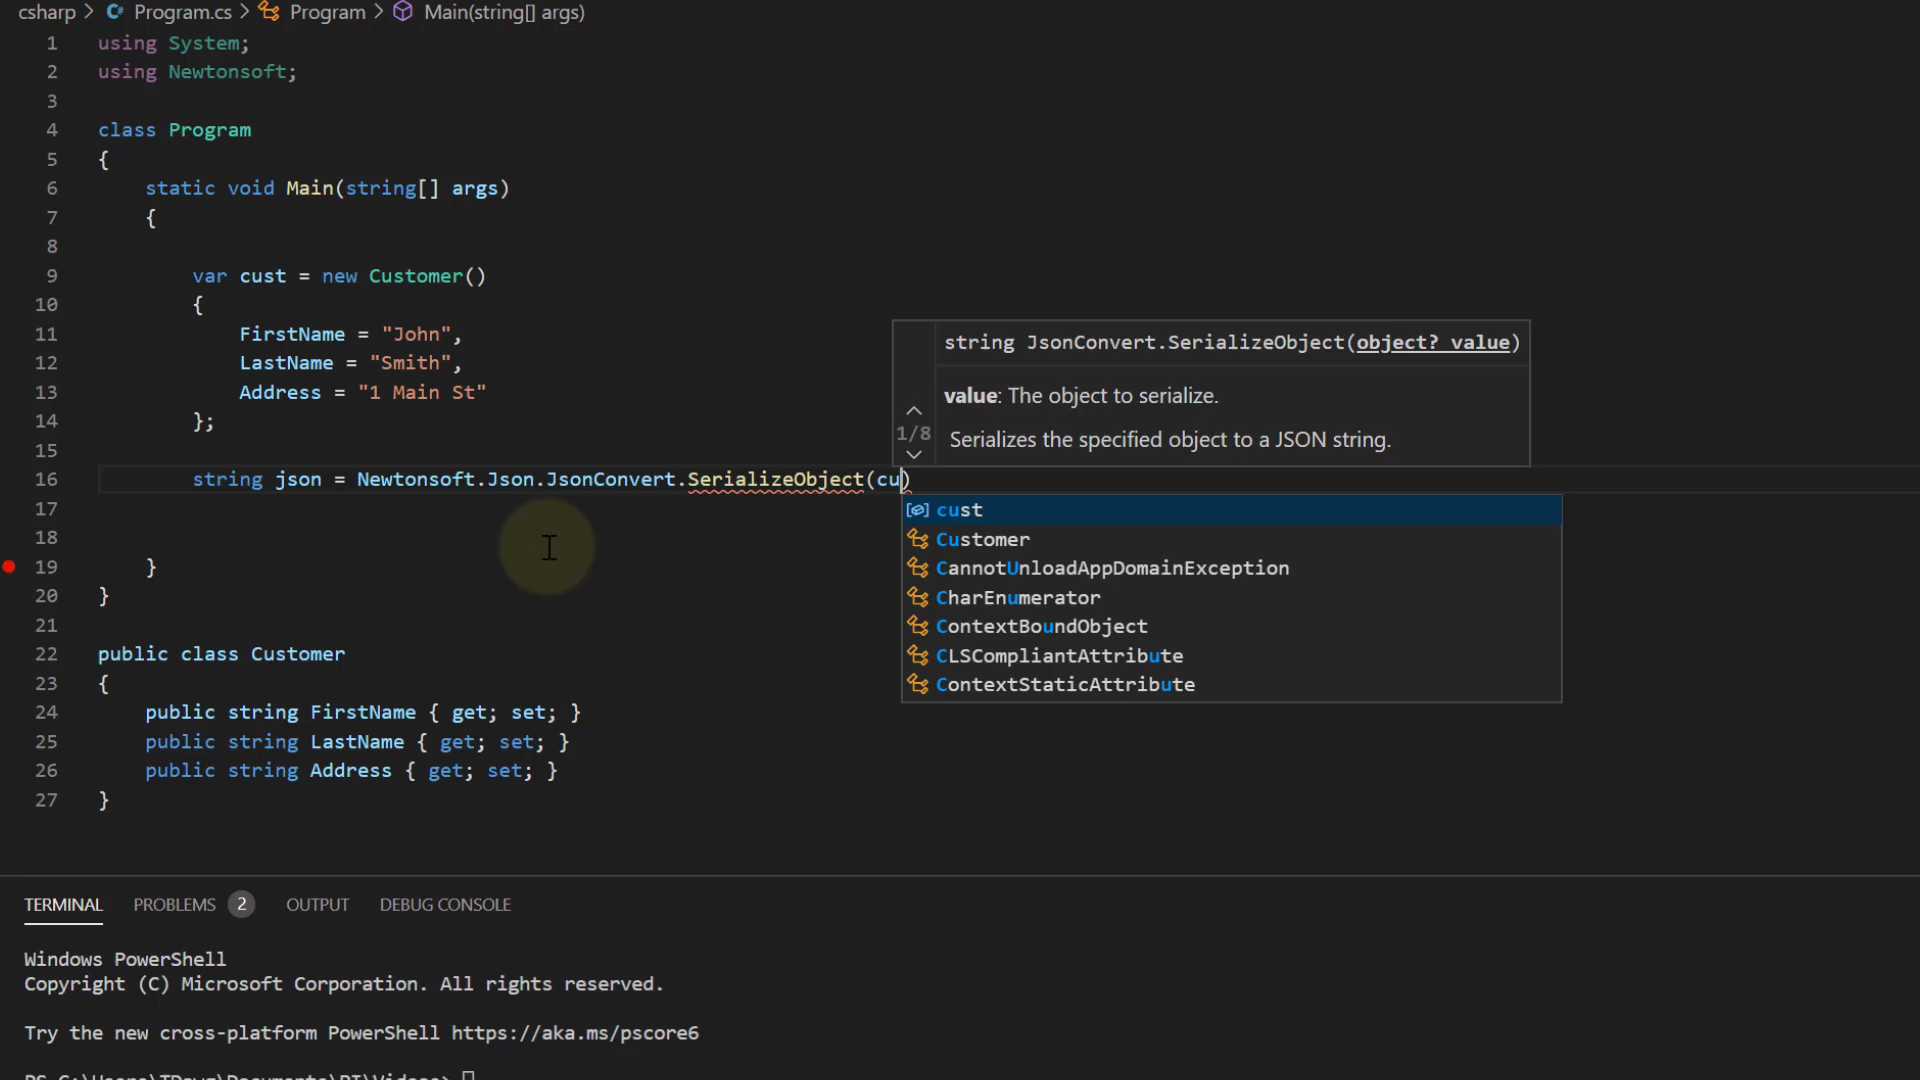 csharp > Program.cs > Program > Main(string[] args)
1 using System;
2 using Newtonsoft;
3
4 class Program
5 {
6 static void Main(string[] args)
7 {
8
9 var cust = new Customer()
10 {
11 FirstName = "John",
12 LastName = "Smith",
13 Address = "1 Main St"
14 };
15
16 string json = Newtonsoft.Json.JsonConvert.SerializeObject(cu)
17
18
19 }
20 }
21
22 public class Customer
23 {
24 public string FirstName { get; set; }
25 public string LastName { get; set; }
26 public string Address { get; set; }
27 }
string JsonConvert.SerializeObject(object? value)
value: The object to serialize.
1/8
Serializes the specified object to a JSON string.
cust
Customer
CannotUnloadAppDomainException
CharEnumerator
ContextBoundObject
CLSCompliantAttribute
ContextStaticAttribute
TERMINAL PROBLEMS 2 OUTPUT DEBUG CONSOLE
Windows PowerShell
Copyright (C) Microsoft Corporation. All rights reserved.
Try the new cross-platform PowerShell https://aka.ms/pscore6